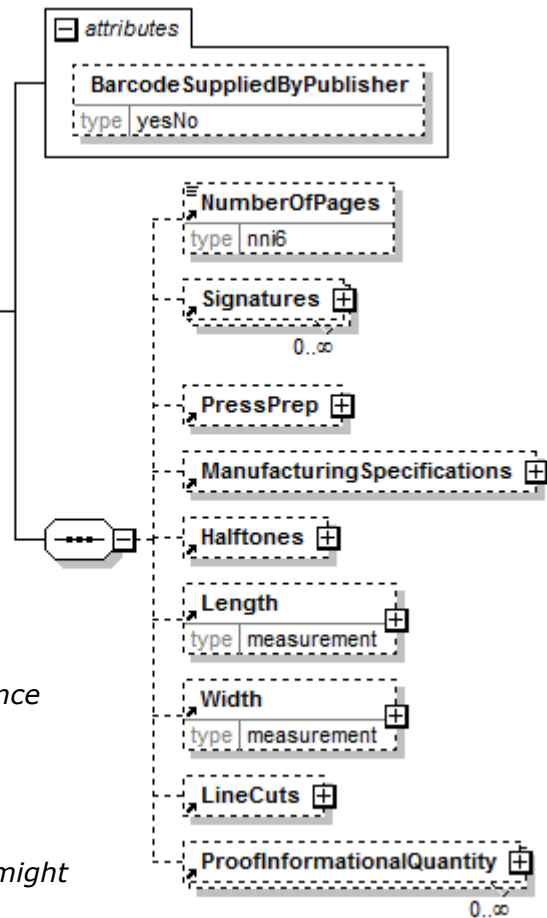 attributes
BarcodeSuppliedByPublisher
type yesNo
NumberOfPages
type nni6
Signatures
0..∞
PressPrep
ManufacturingSpecifications
Halftones
Length
type measurement
nce
Width
type measurement
LineCuts
might
ProofInformationalQuantity
0..∞